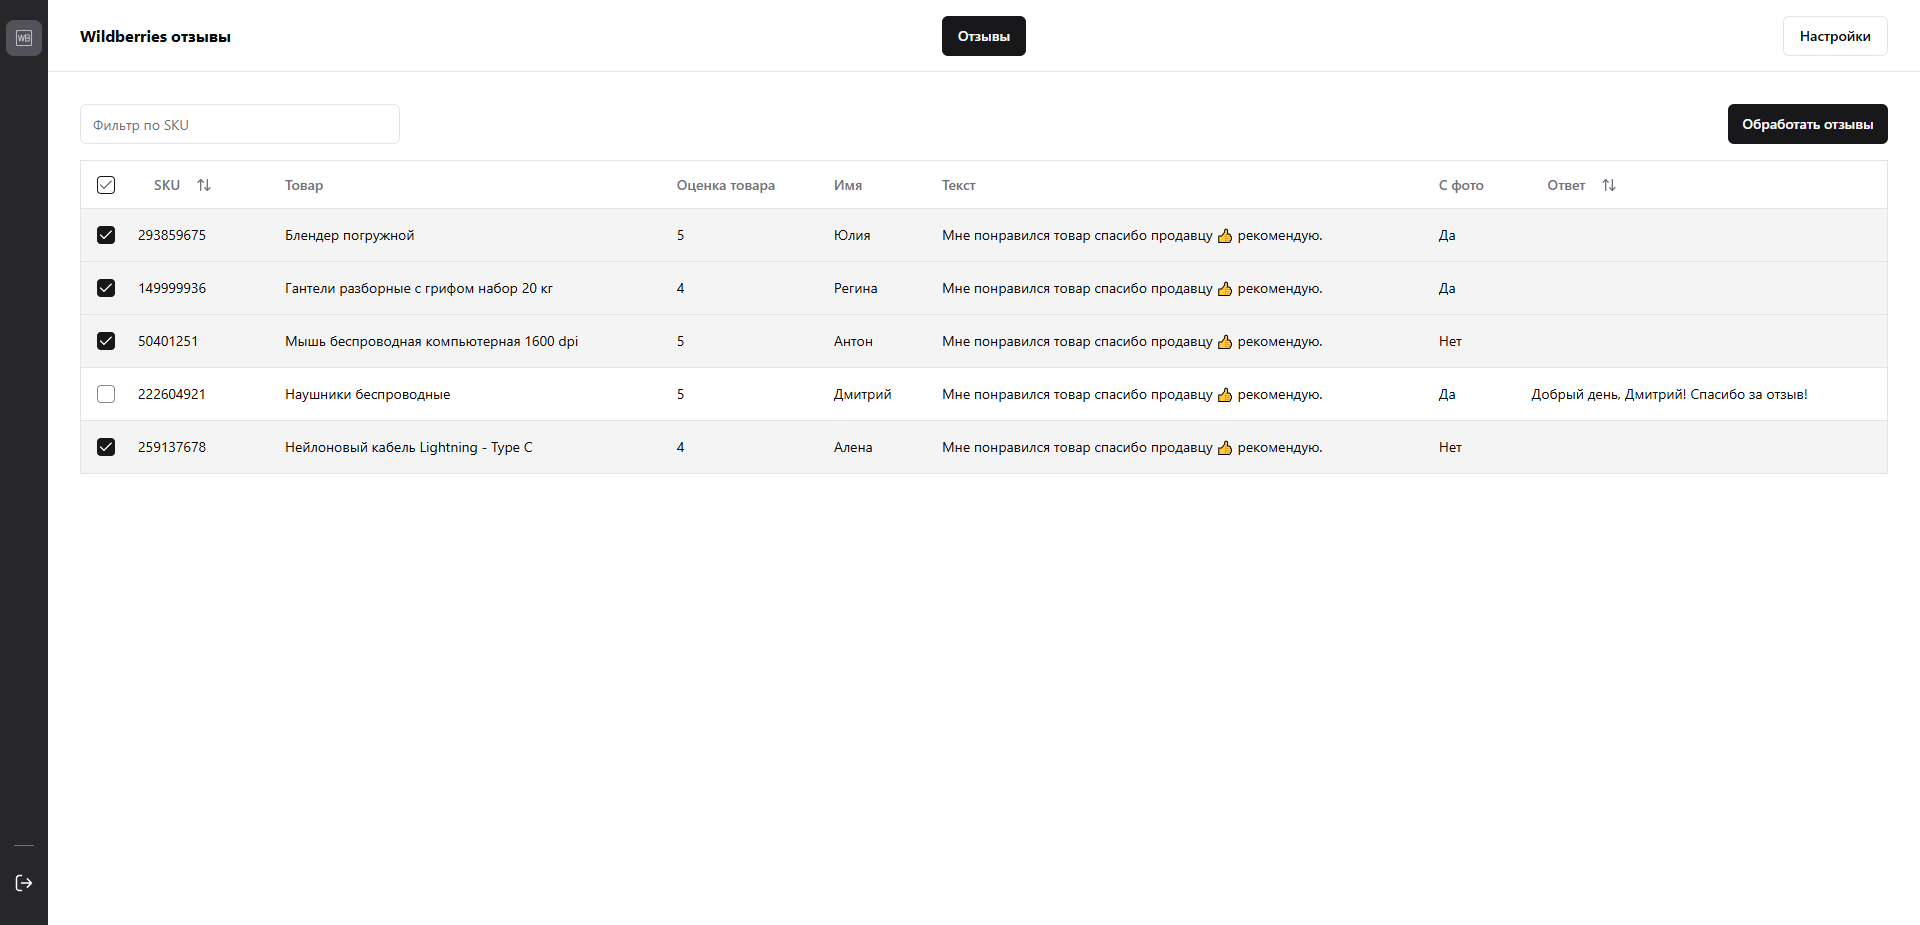 WB
Wildberries отзывы
Отзывы
Настройки
Фильтр по SKU
Обработать отзывы
SKU Товар Оценка товара Имя Текст С фото Ответ
293859675 Блендер погружной 5 Юлия Мне понравился товар спасибо продавцу 👍 рекомендую. Да
149999936 Гантели разборные с грифом набор 20 кг 4 Регина Мне понравился товар спасибо продавцу 👍 рекомендую. Да
50401251 Мышь беспроводная компьютерная 1600 dpi 5 Антон Мне понравился товар спасибо продавцу 👍 рекомендую. Нет
222604921 Наушники беспроводные 5 Дмитрий Мне понравился товар спасибо продавцу 👍 рекомендую. Да Добрый день, Дмитрий! Спасибо за отзыв!
259137678 Нейлоновый кабель Lightning - Type C 4 Алена Мне понравился товар спасибо продавцу 👍 рекомендую. Нет